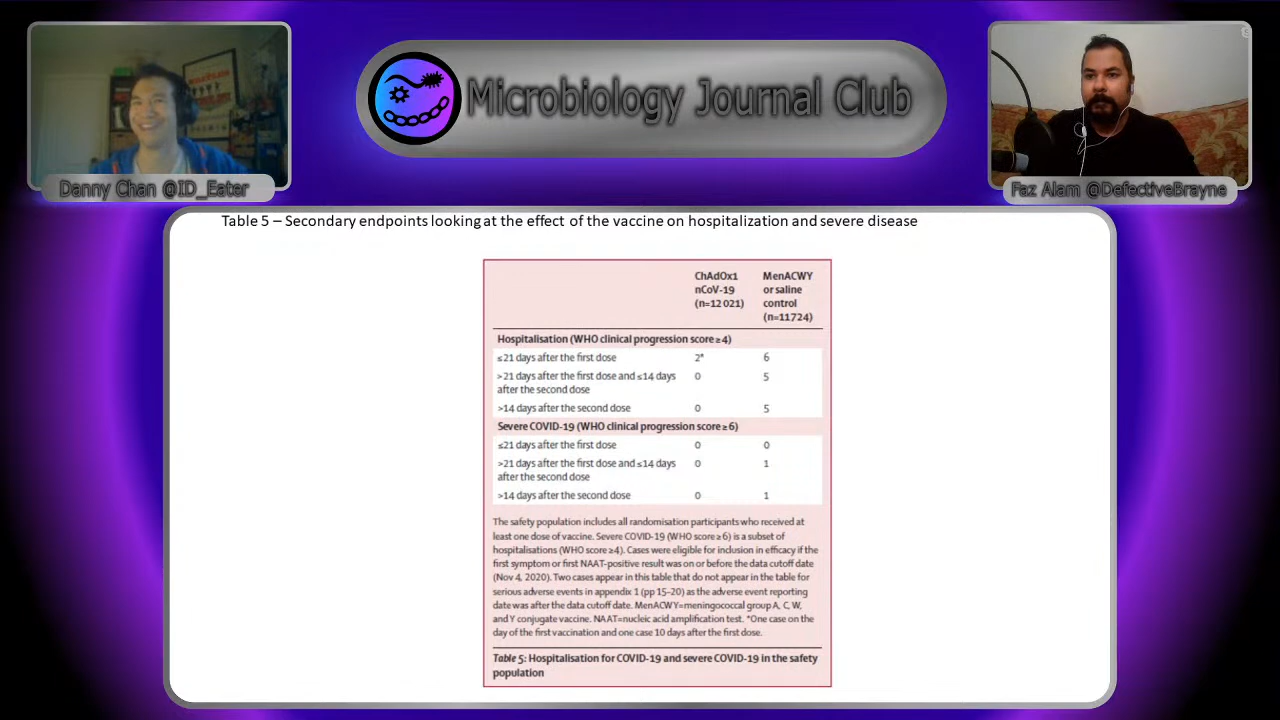 Microbiology Journal Club
Danny Chan @ID_Eater
Faz Alam @DefectiveBrayne
Table 5 – Secondary endpoints looking at the effect of the vaccine on hospitalization and severe disease
ChAdOx1 nCoV-19 (n=12 021) MenACWY or saline control (n=11 724)
Hospitalisation (WHO clinical progression score ≥4)
≤21 days after the first dose 2* 6
>21 days after the first dose and ≤14 days 0 5
after the second dose
>14 days after the second dose 0 5
Severe COVID-19 (WHO clinical progression score ≥6)
≤21 days after the first dose 0 0
>21 days after the first dose and ≤14 days 0 1
after the second dose
>14 days after the second dose 0 1
The safety population includes all randomisation participants who received at
least one dose of vaccine. Severe COVID-19 (WHO score ≥6) is a subset of
hospitalisations (WHO score ≥4). Cases were eligible for inclusion in efficacy if the
first symptom or first NAAT-positive result was on or before the data cutoff date
(Nov 4, 2020). Two cases appear in this table that do not appear in the table for
serious adverse events in appendix 1 (pp 15–20) as the adverse event reporting
date was after the data cutoff date. MenACWY=meningococcal group A, C, W,
and Y conjugate vaccine. NAAT=nucleic acid amplification test. *One case on the
day of the first vaccination and one case 10 days after the first dose.
Table 5: Hospitalisation for COVID-19 and severe COVID-19 in the safety
population